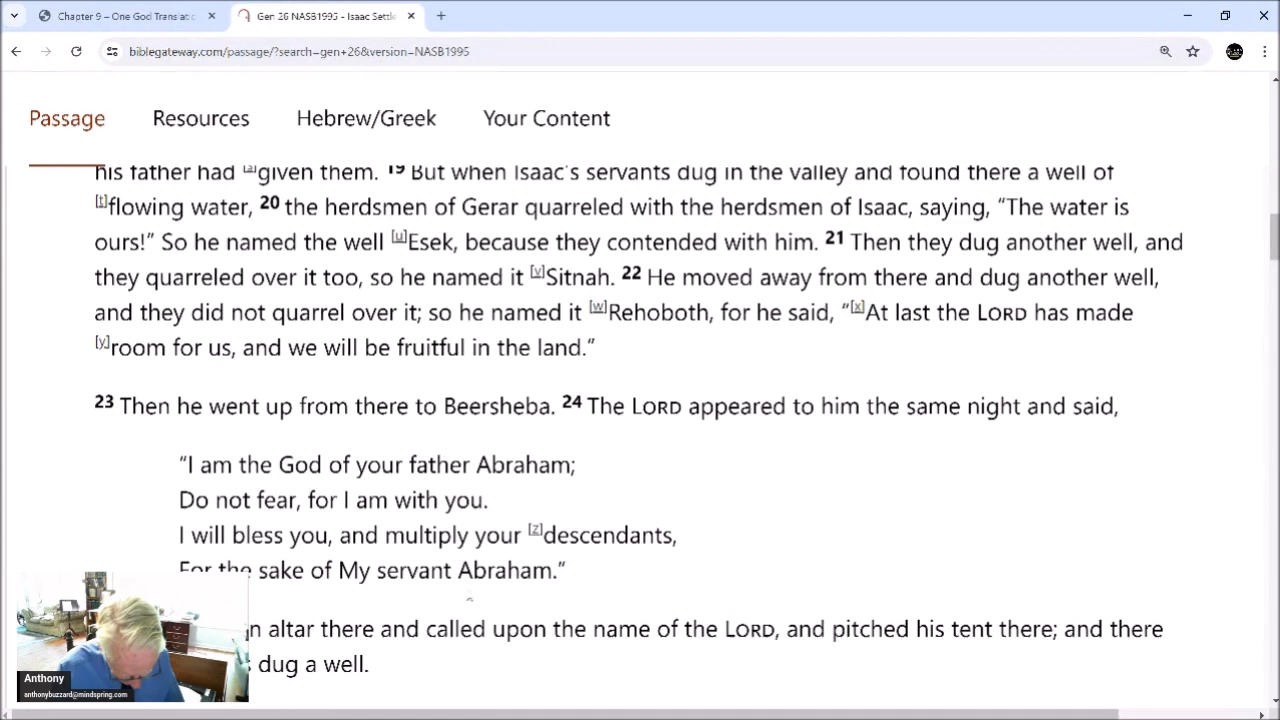 Chapter 9 – One God Translatio
Gen 26 NASB1995 - Isaac Settle
biblegateway.com/passage/?search=gen+26&version=NASB1995
Passage Resources Hebrew/Greek Your Content
his father had given them. 19 But when Isaac's servants dug in the valley and found there a well of
[t]flowing water, 20 the herdsmen of Gerar quarreled with the herdsmen of Isaac, saying, “The water is
ours!” So he named the well [u]Esek, because they contended with him. 21 Then they dug another well, and
they quarreled over it too, so he named it [v]Sitnah. 22 He moved away from there and dug another well,
and they did not quarrel over it; so he named it [w]Rehoboth, for he said, “[x]At last the LORD has made
[y]room for us, and we will be fruitful in the land.”
23 Then he went up from there to Beersheba. 24 The LORD appeared to him the same night and said,
“I am the God of your father Abraham;
Do not fear, for I am with you.
I will bless you, and multiply your [z]descendants,
For the sake of My servant Abraham.”
n altar there and called upon the name of the LORD, and pitched his tent there; and there
dug a well.
Anthony
anthonybuzzard@mindspring.com